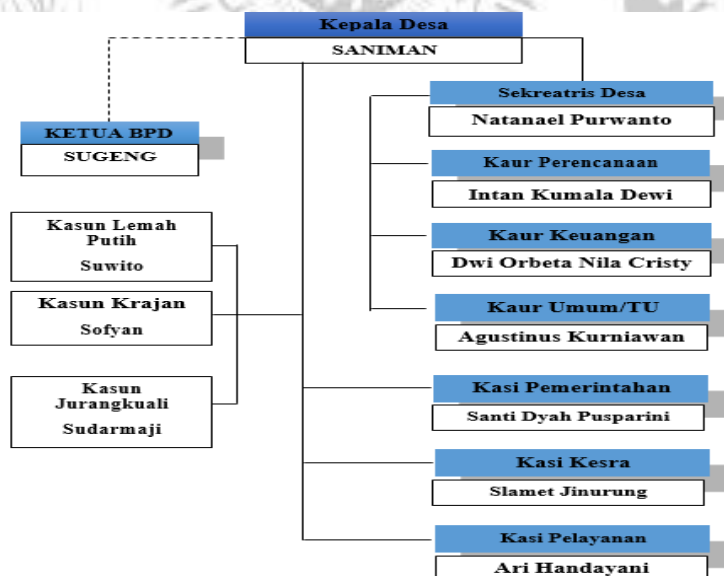 Kepala Desa
SANIMAN
KETUA BPD
SUGENG
Kasun Lemah
Putih
Suwito
Kasun Krajan
Sofyan
Kasun
Jurangkuali
Sudarmaji
Sekreatris Desa
Natanael Purwanto
Kaur Perencanaan
Intan Kumala Dewi
Kaur Keuangan
Dwi Orbeta Nila Cristy
Kaur Umum/TU
Agustinus Kurniawan
Kasi Pemerintahan
Santi Dyah Pusparini
Kasi Kesra
Slamet Jinurung
Kasi Pelayanan
Ari Handayani